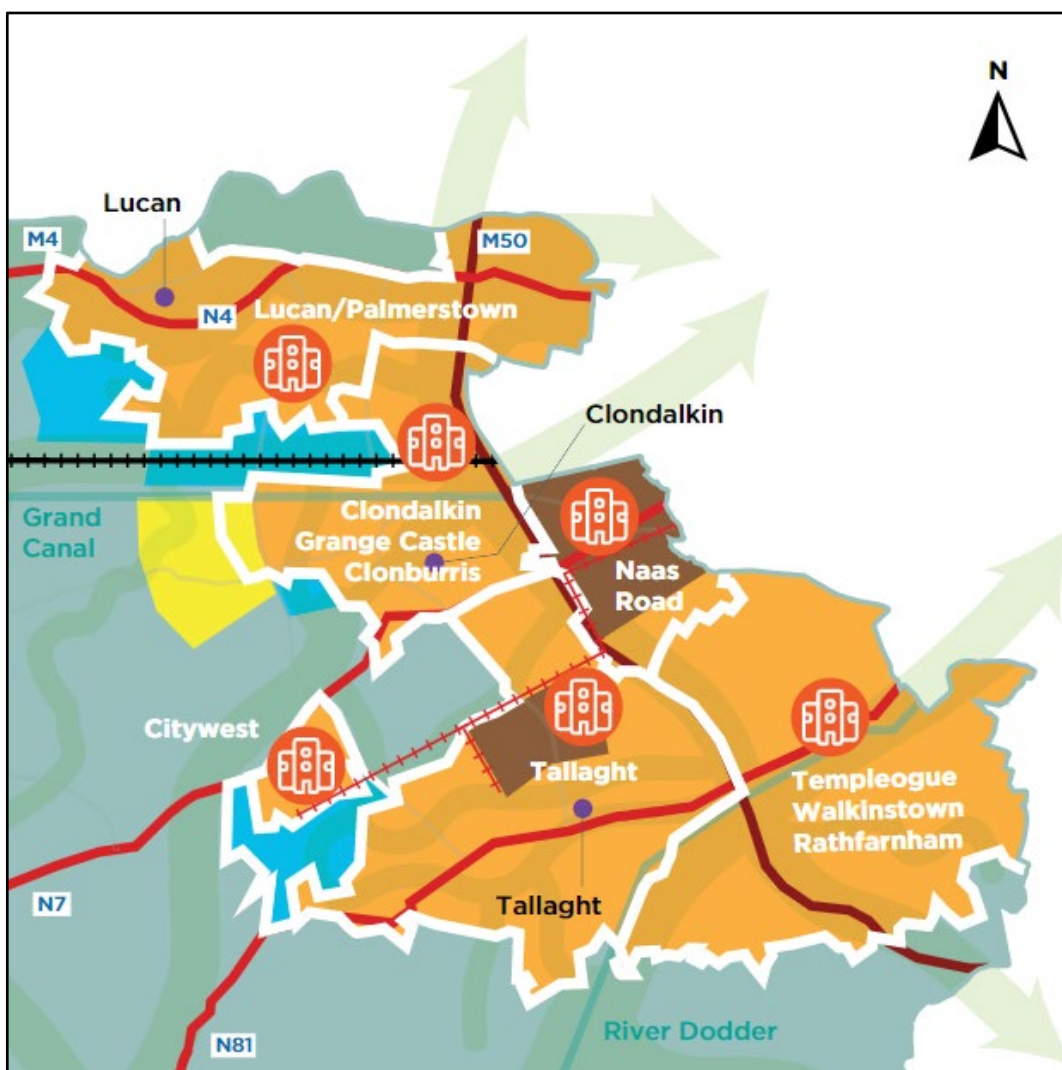 N
Lucan
M4
M50
N4
Lucan/Palmerstown
Clondalkin
Grand
Canal
Clondalkin
Grange Castle
Clonburris
Naas
Road
Citywest
Tallaght
Templeogue
Walkinstown
Rathfarnham
N7
Tallaght
River Dodder
N81